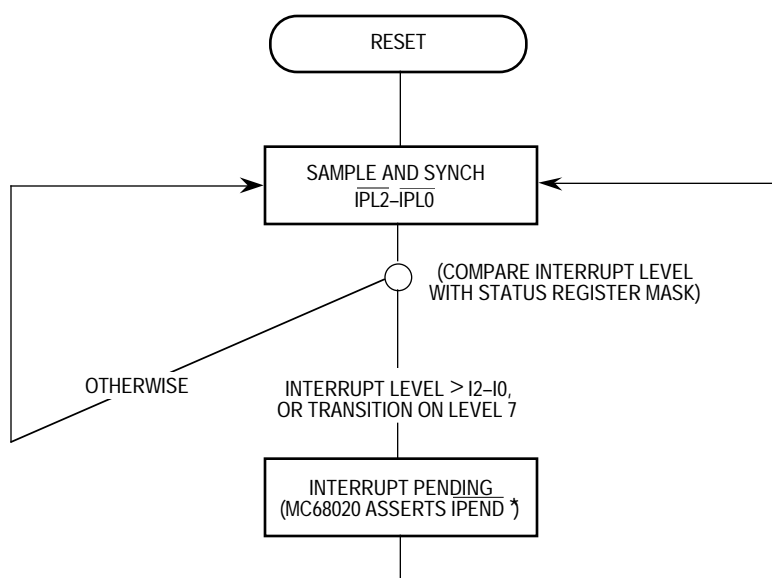 RESET
SAMPLE AND SYNCH
IPL2–IPL0
(COMPARE INTERRUPT LEVEL
WITH STATUS REGISTER MASK)
OTHERWISE
INTERRUPT LEVEL > I2–I0,
OR TRANSITION ON LEVEL 7
INTERRUPT PENDING
(MC68020 ASSERTS IPEND *)